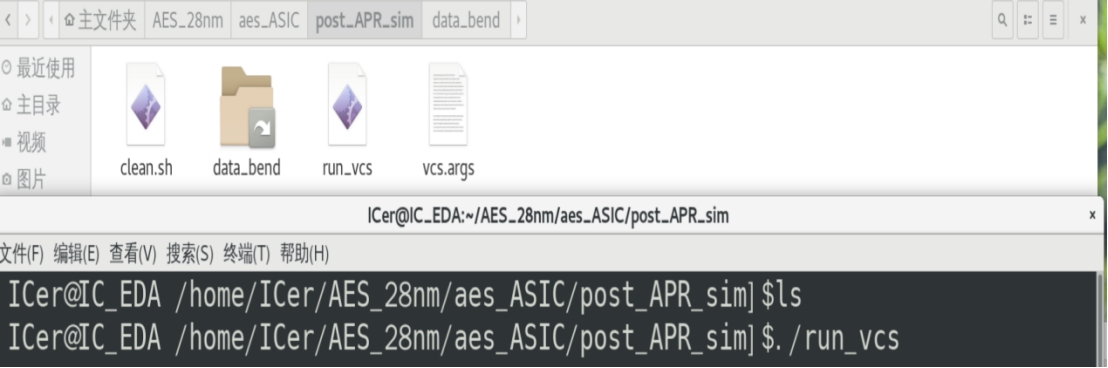 主文件夹 AES_28nm aes_ASIC post_APR_sim data_bend
最近使用
主目录
视频
图片
clean.sh data_bend run_vcs vcs.args
ICer@IC_EDA:~/AES_28nm/aes_ASIC/post_APR_sim
文件(F) 编辑(E) 查看(V) 搜索(S) 终端(T) 帮助(H)
ICer@IC_EDA /home/ICer/AES_28nm/aes_ASIC/post_APR_sim]$ls
ICer@IC_EDA /home/ICer/AES_28nm/aes_ASIC/post_APR_sim]$./run_vcs